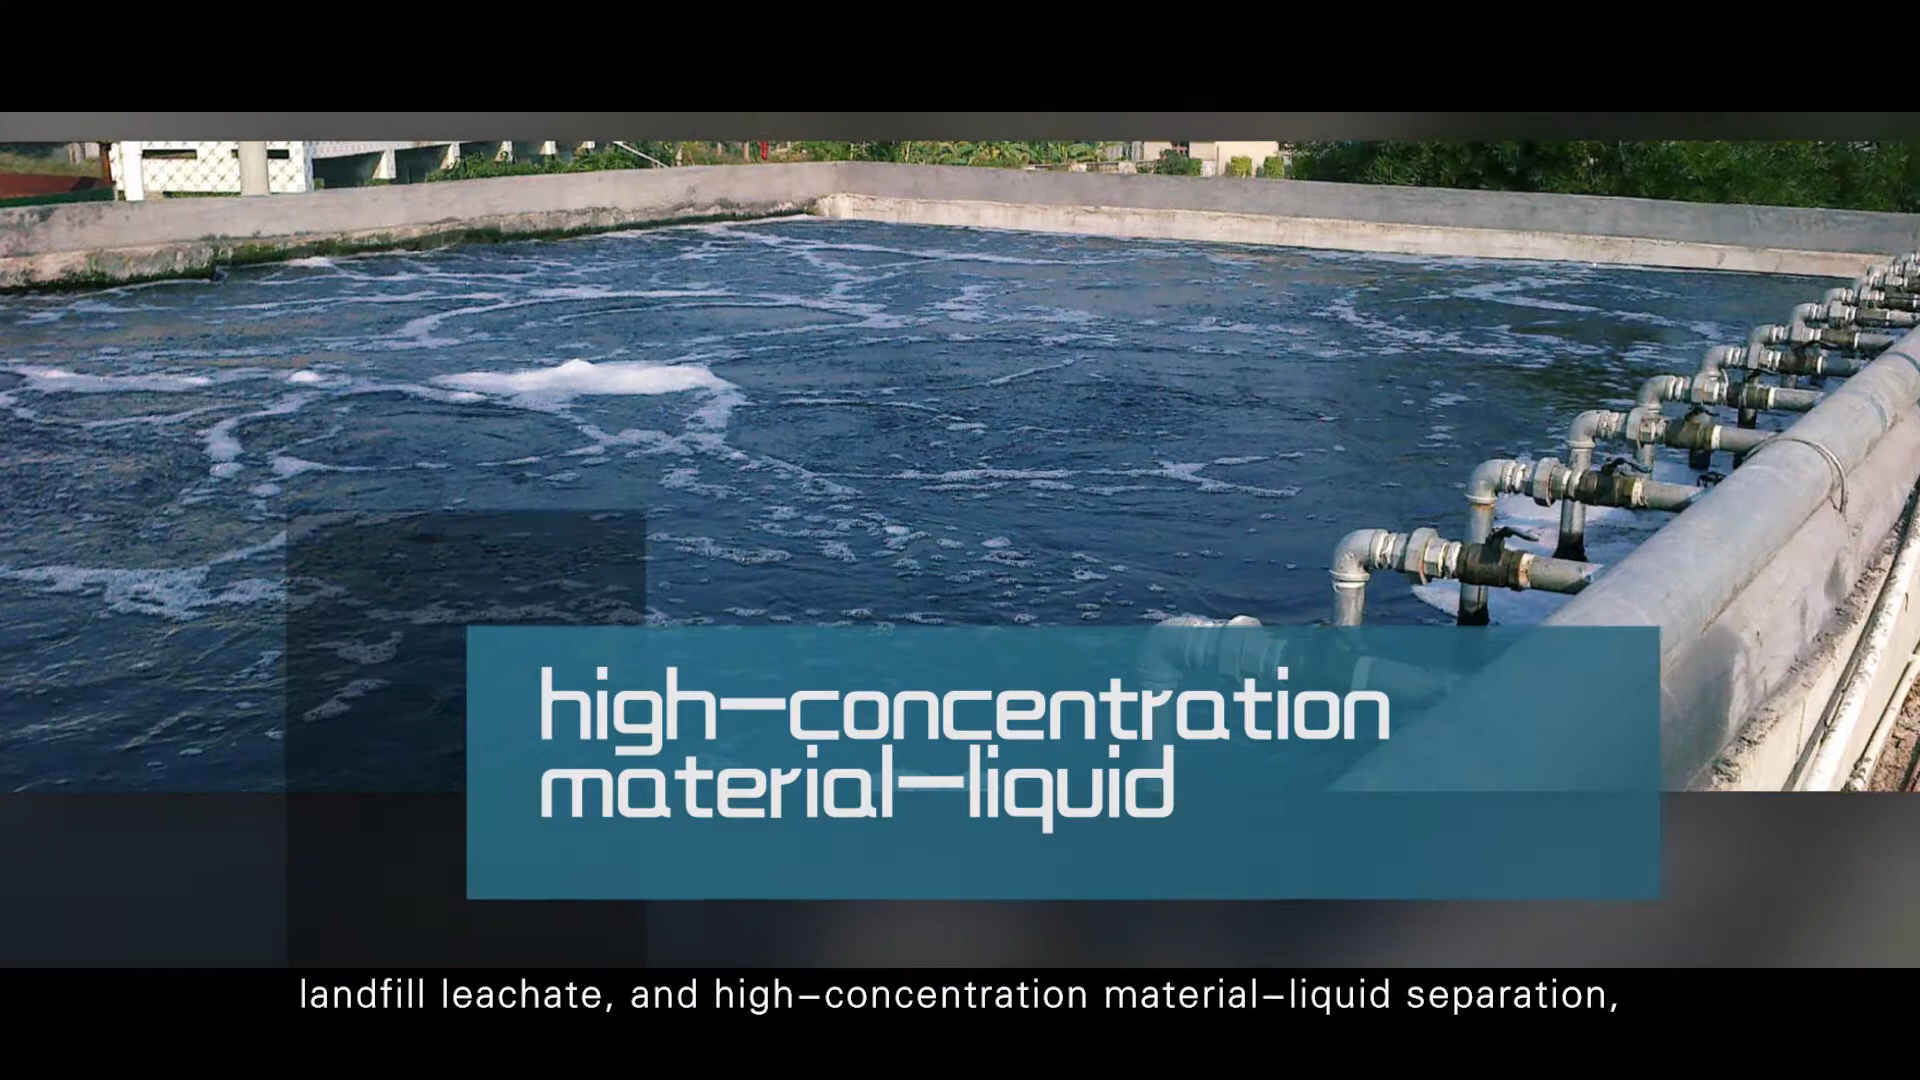 high-concentration
material-liquid
landfill leachate, and high-concentration material-liquid separation,